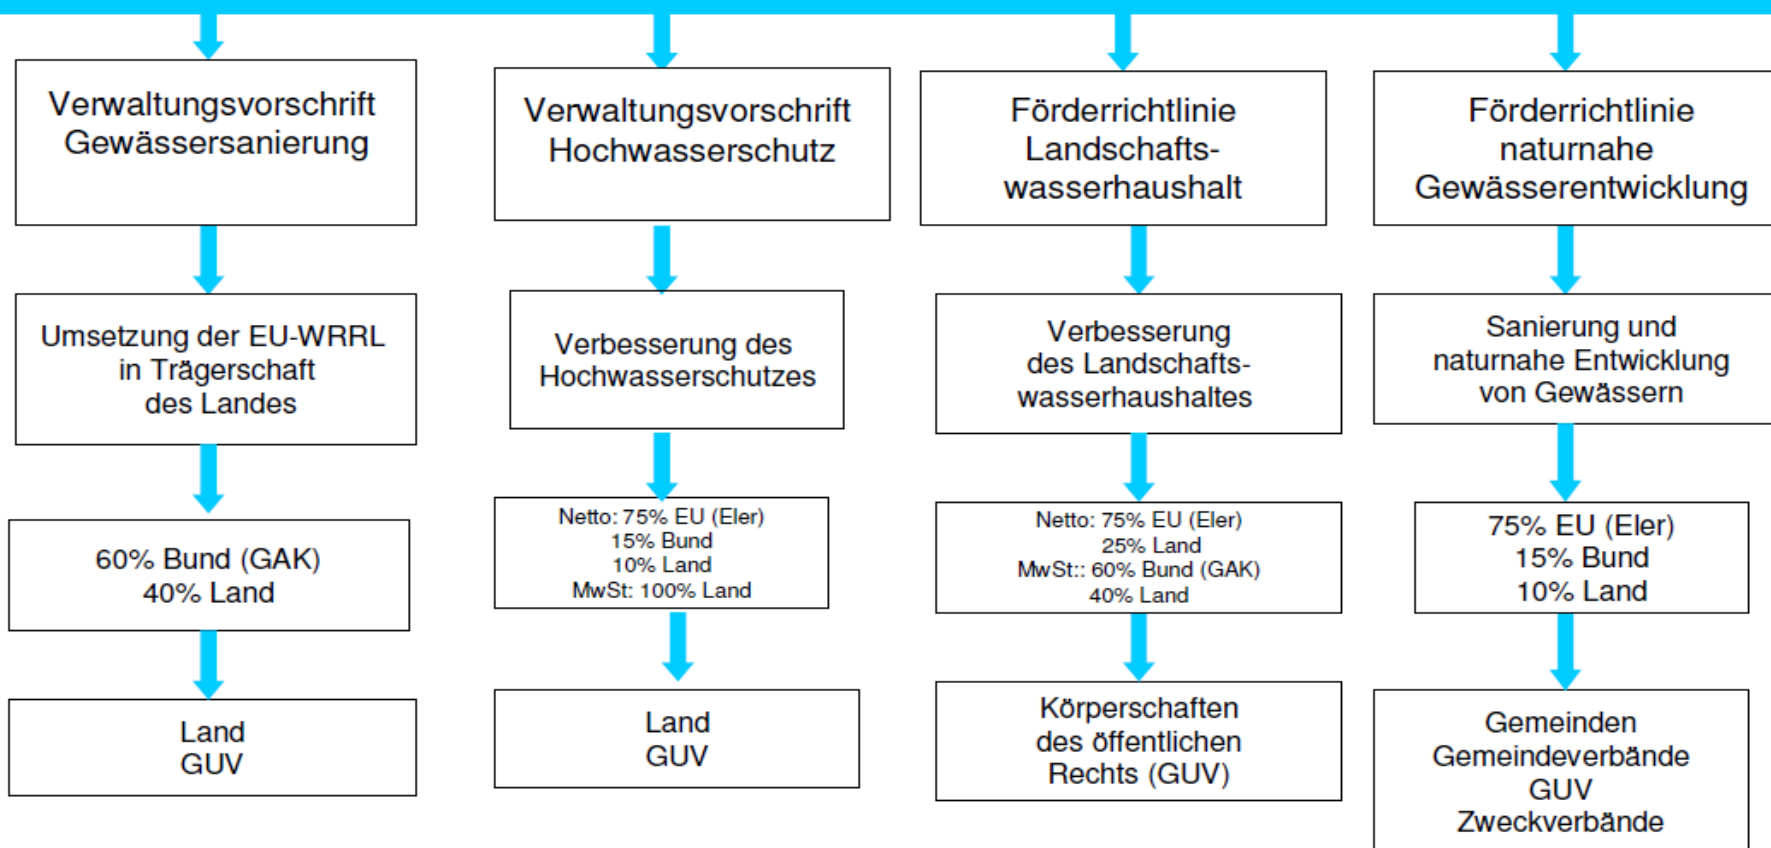 Verwaltungsvorschrift
Gewässersanierung
Umsetzung der EU-WRRL
in Trägerschaft
des Landes
60% Bund (GAK)
40% Land
Land
GUV
Verwaltungsvorschrift
Hochwasserschutz
Verbesserung des
Hochwasserschutzes
Netto: 75% EU (Eler)
15% Bund
10% Land
MwSt: 100% Land
Land
GUV
Förderrichtlinie
Landschafts-
wasserhaushalt
Verbesserung
des Landschafts-
wasserhaushaltes
Netto: 75% EU (Eler)
25% Land
MwSt:: 60% Bund (GAK)
40% Land
Körperschaften
des öffentlichen
Rechts (GUV)
Förderrichtlinie
naturnahe
Gewässerentwicklung
Sanierung und
naturnahe Entwicklung
von Gewässern
75% EU (Eler)
15% Bund
10% Land
Gemeinden
Gemeindeverbände
GUV
Zweckverbände